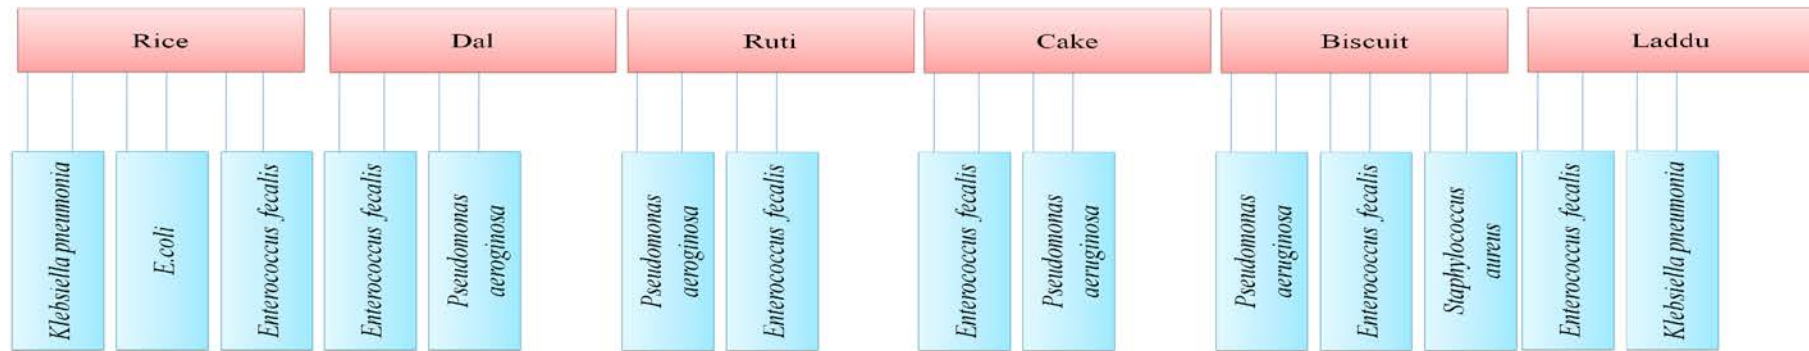 Rice
Dal
Ruti
Cake
Biscuit
Laddu
Klebsiella pneumonia
E.coli
Enterococcus fecalis
Enterococcus fecalis
Pseudomonas
aeroginosa
Pseudomonas
aeroginosa
Enterococcus fecalis
Enterococcus fecalis
Pseudomonas
aeruginosa
Pseudomonas
aeruginosa
Enterococcus fecalis
Staphylococcus
aureus
Enterococcus fecalis
Klebsiella pneumonia